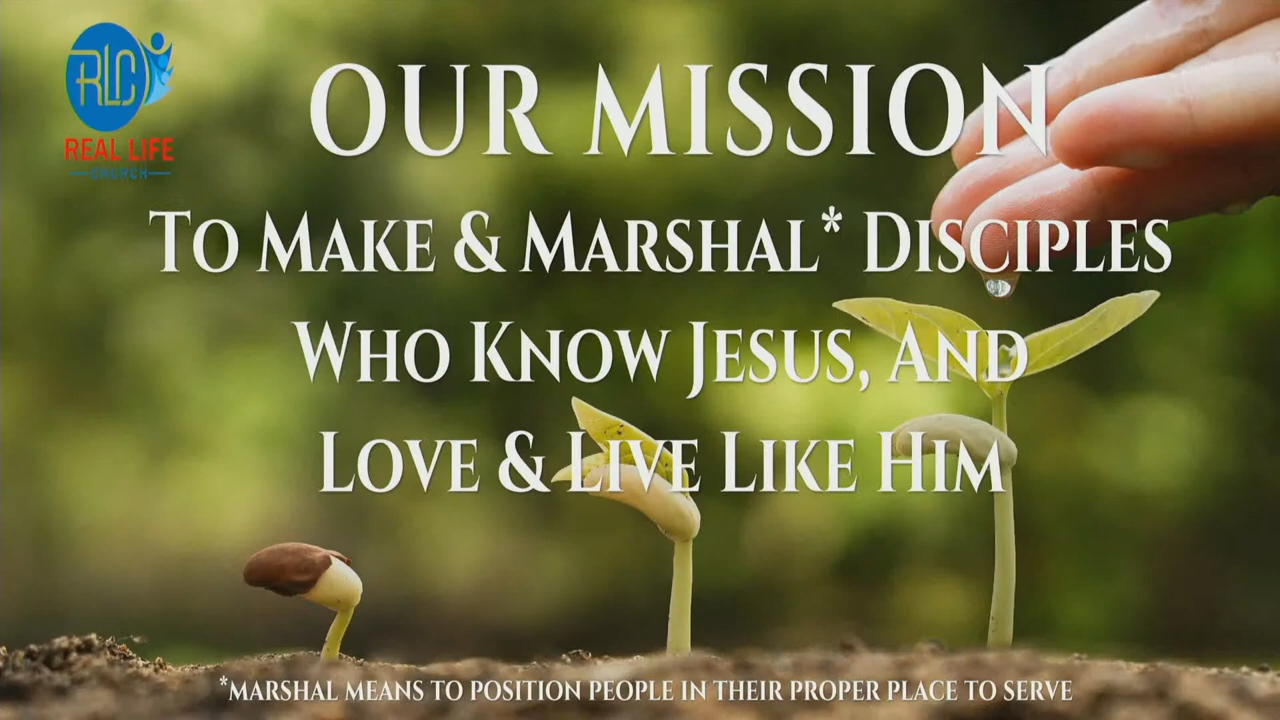 RLC
REAL LIFE
CHURCH
OUR MISSION
To Make & Marshal* Disciples
Who Know Jesus, And
Love & Live Like Him
*MARSHAL MEANS TO POSITION PEOPLE IN THEIR PROPER PLACE TO SERVE